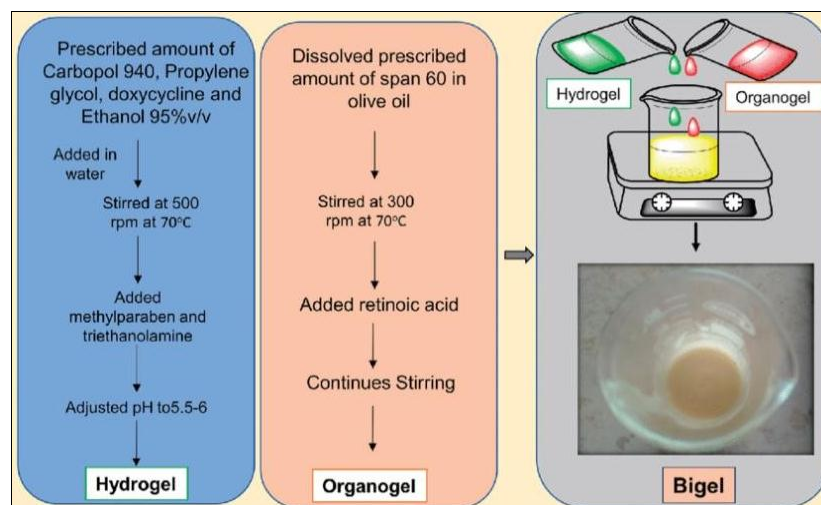 Prescribed amount of
Carbopol 940, Propylene
glycol, doxycycline and
Ethanol 95%v/v
Added in
water
Stirred at 500
rpm at 70°C
Added
methylparaben and
triethanolamine
Adjusted pH to5.5-6
Hydrogel
Dissolved prescribed
amount of span 60 in
olive oil
Stirred at 300
rpm at 70°C
Added retinoic acid
Continues Stirring
Organogel
Hydrogel
Organogel
Bigel